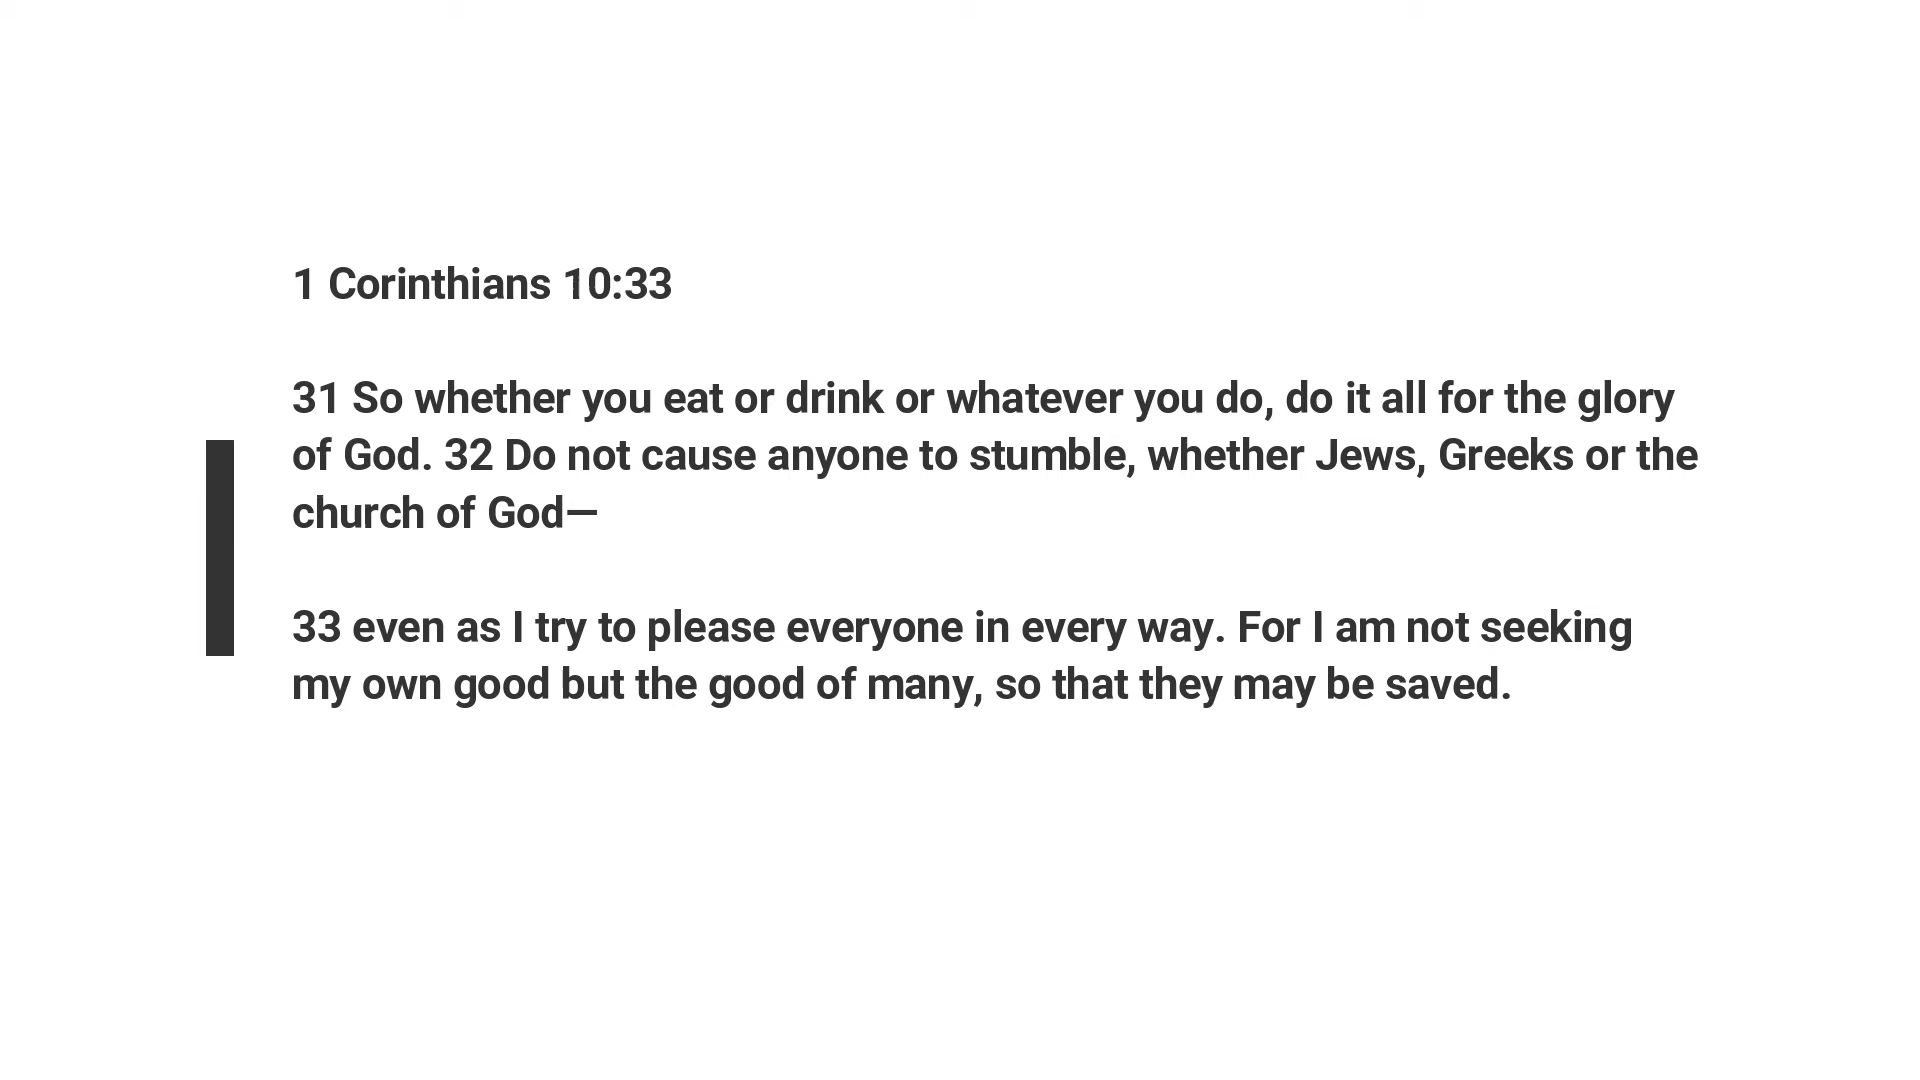 1 Corinthians 10:33
31 So whether you eat or drink or whatever you do, do it all for the glory
of God. 32 Do not cause anyone to stumble, whether Jews, Greeks or the
church of God—
33 even as I try to please everyone in every way. For I am not seeking
my own good but the good of many, so that they may be saved.